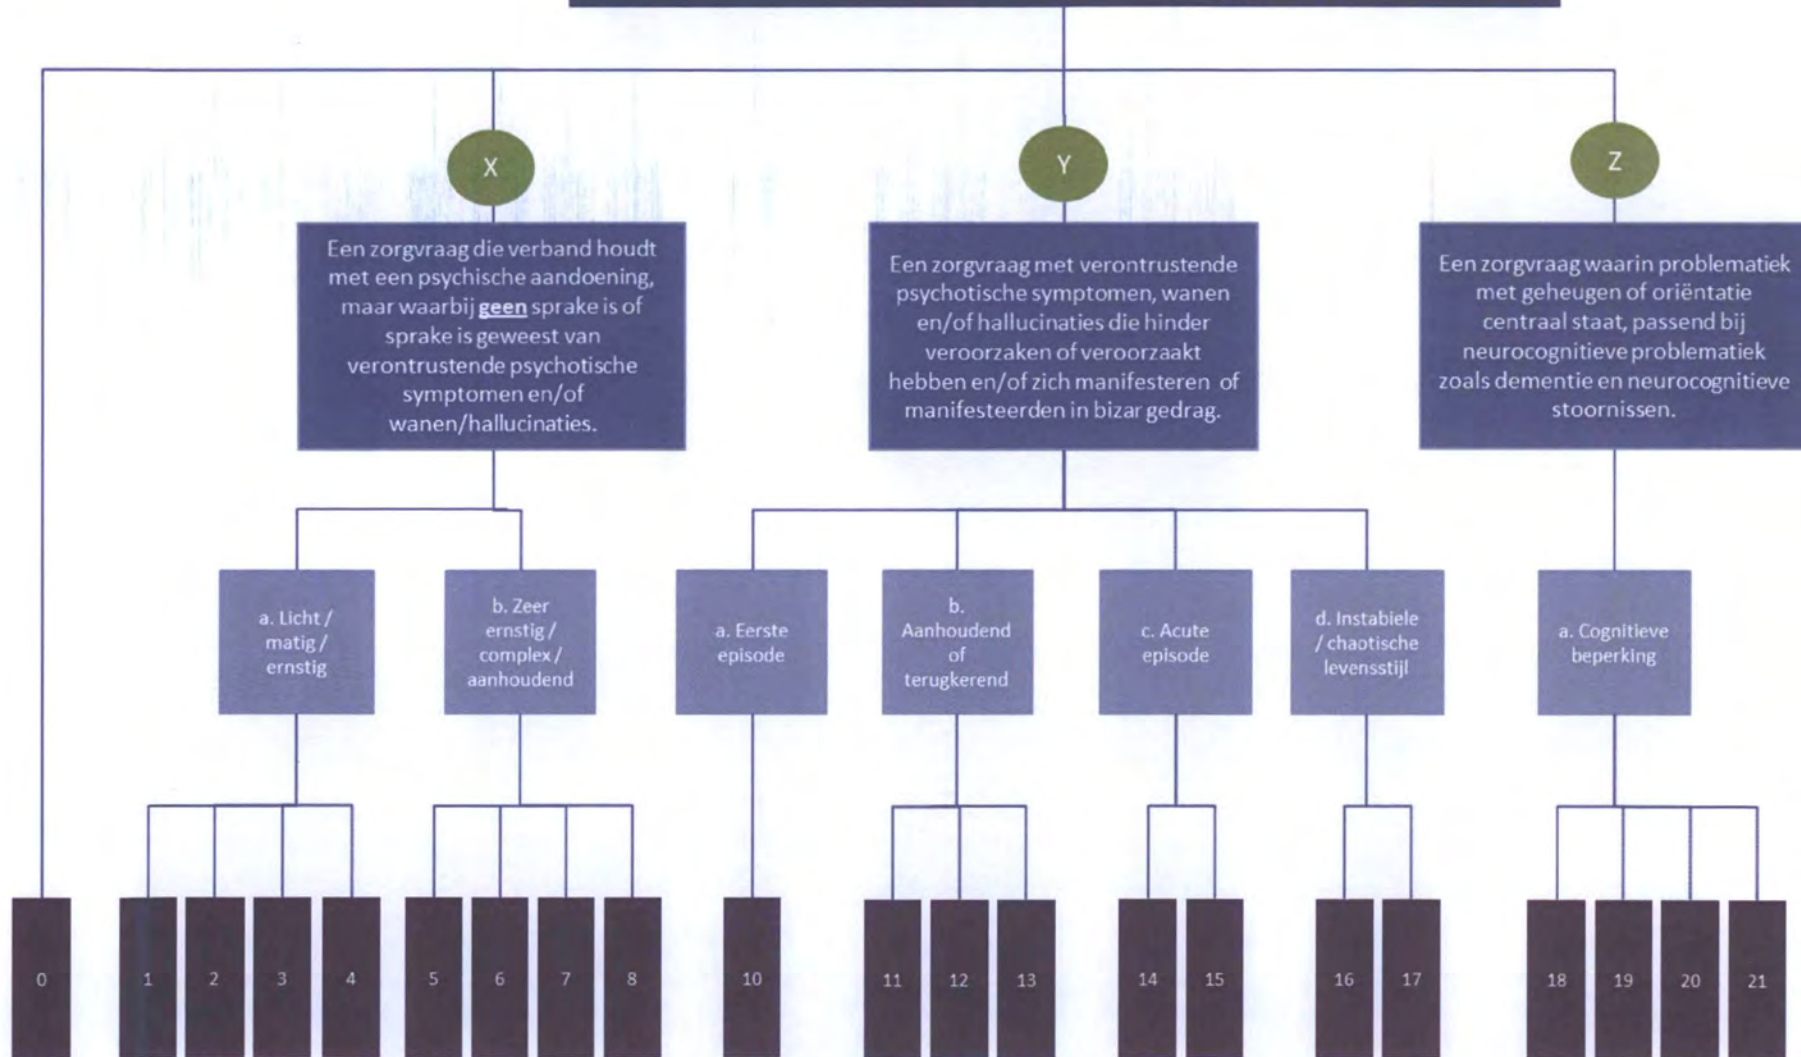 X
Y
Z
Een zorgvraag die verband houdt
met een psychische aandoening,
maar waarbij geen sprake is of
sprake is geweest van
verontrustende psychotische
symptomen en/of
wanen/hallucinaties.
Een zorgvraag met verontrustende
psychotische symptomen, wanen
en/of hallucinaties die hinder
veroorzaken of veroorzaakt
hebben en/of zich manifesteren of
manifesteerden in bizar gedrag.
Een zorgvraag waarin problematiek
met geheugen of oriëntatie
centraal staat, passend bij
neurocognitieve problematiek
zoals dementie en neurocognitieve
stoornissen.
a. Licht /
matig /
ernstig
b. Zeer
ernstig /
complex /
aanhoudend
a. Eerste
episode
b.
Aanhoudend
of
terugkerend
c. Acute
episode
d. Instabiele
/ chaotische
levensstijl
a. Cognitieve
beperking
0
1
2
3
4
5
6
7
8
10
11
12
13
14
15
16
17
18
19
20
21